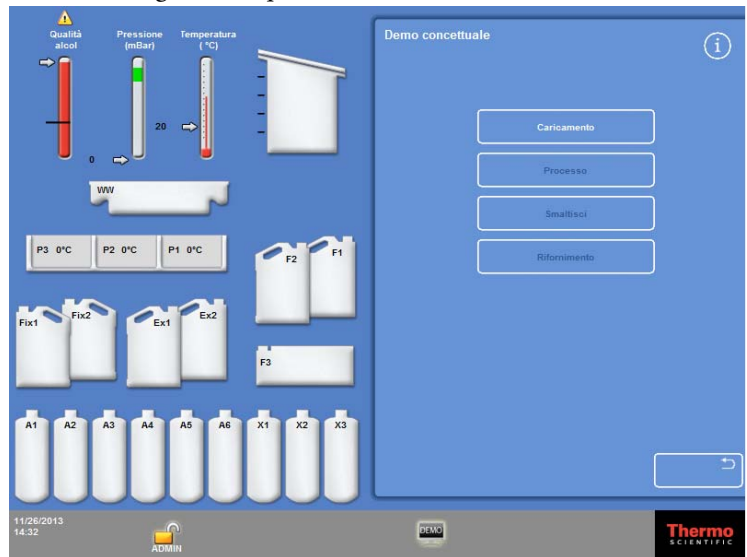 Qualità
alcol
Pressione
(mBar)
Temperatura
( °C)
20
0
WW
P3 0°C
P2 0°C
P1 0°C
F2
F1
Fix1
Fix2
Ex1
Ex2
F3
A1
A2
A3
A4
A5
A6
X1
X2
X3
Demo concettuale
i
Caricamento
Processo
Smaltisci
Rifornimento
11/26/2013
14:32
ADMIN
DEMO
Thermo
SCIENTIFIC